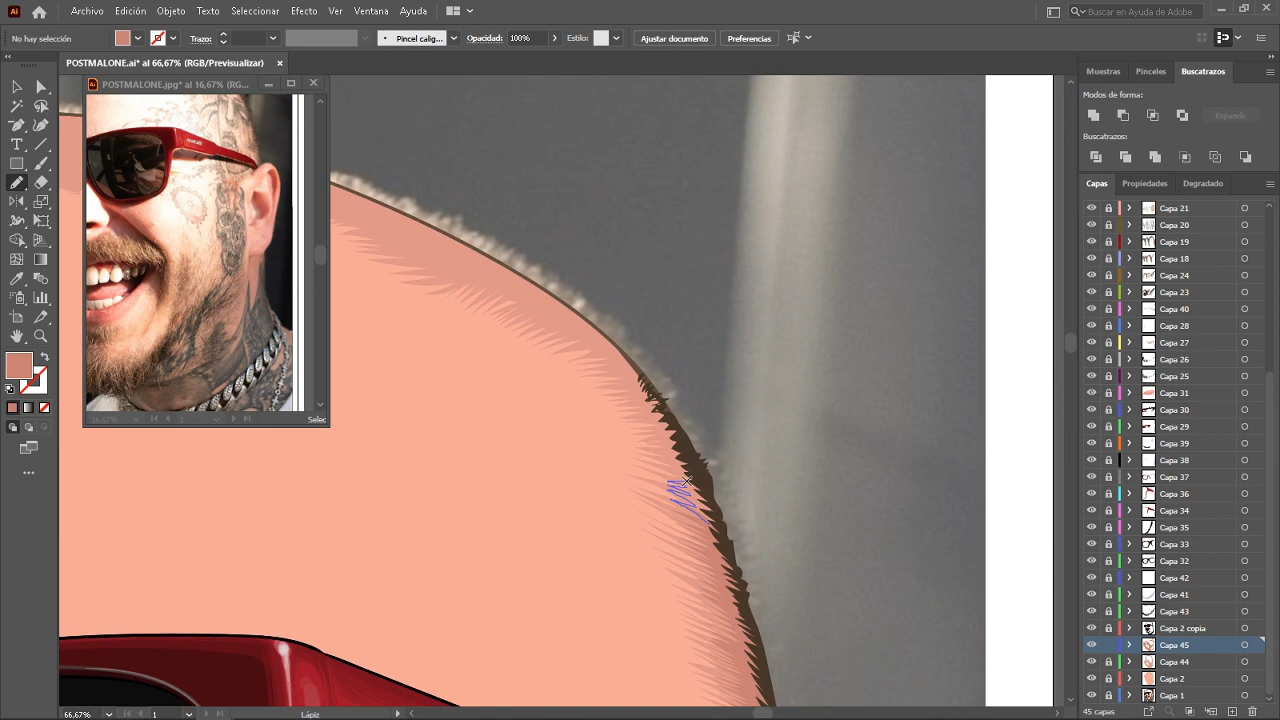 Ai Archivo Edición Objeto Texto Seleccionar Efecto Ver Ventana Ayuda Buscar en Ayuda de Adobe
No hay selección Trazo: Pincel calig... Opacidad: 100% Estilo: Ajustar documento Preferencias
POSTMALONE.ai* al 66,67% (RGB/Previsualizar)
POSTMALONE.jpg* al 16,67% (RG...
16,67% 1 Selec
Muestras Pinceles Buscatrazos
Modos de forma:
Expandir
Buscatrazos:
Capas Propiedades Degradado
Capa 21
Capa 20
Capa 19
Capa 18
Capa 24
Capa 23
Capa 40
Capa 28
Capa 27
Capa 26
Capa 25
Capa 31
Capa 30
Capa 29
Capa 39
Capa 38
Capa 37
Capa 36
Capa 34
Capa 35
Capa 33
Capa 32
Capa 42
Capa 41
Capa 43
Capa 2 copia
Capa 45
Capa 44
Capa 2
Capa 1
45 capas
66,67% 1 Lápiz